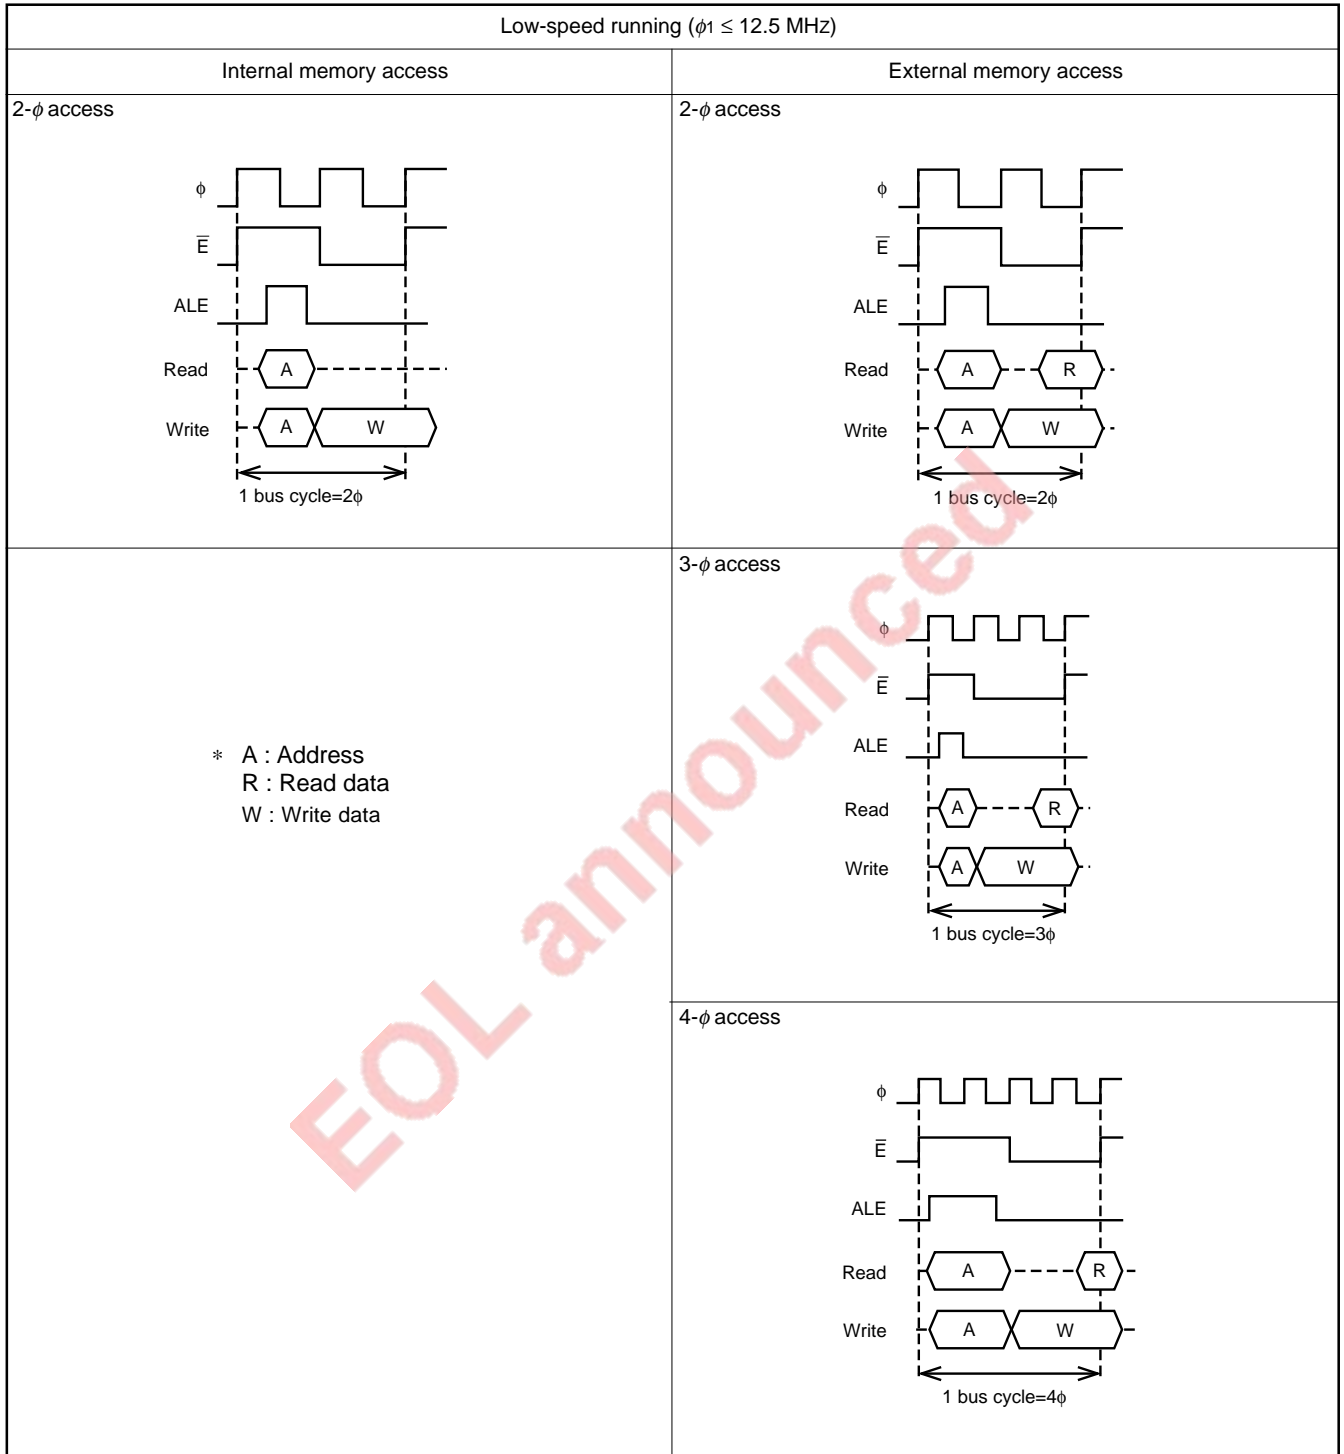 Low-speed running (ϕ1 ≤ 12.5 MHz)
Internal memory access
External memory access
2-ϕ access
ϕ
E̅
ALE
Read A
Write A W
1 bus cycle=2ϕ
2-ϕ access
ϕ
E̅
ALE
Read A R
Write A W
1 bus cycle=2ϕ
* A : Address
R : Read data
W : Write data
3-ϕ access
ϕ
E̅
ALE
Read A R
Write A W
1 bus cycle=3ϕ
4-ϕ access
ϕ
E̅
ALE
Read A R
Write A W
1 bus cycle=4ϕ
EOL announced